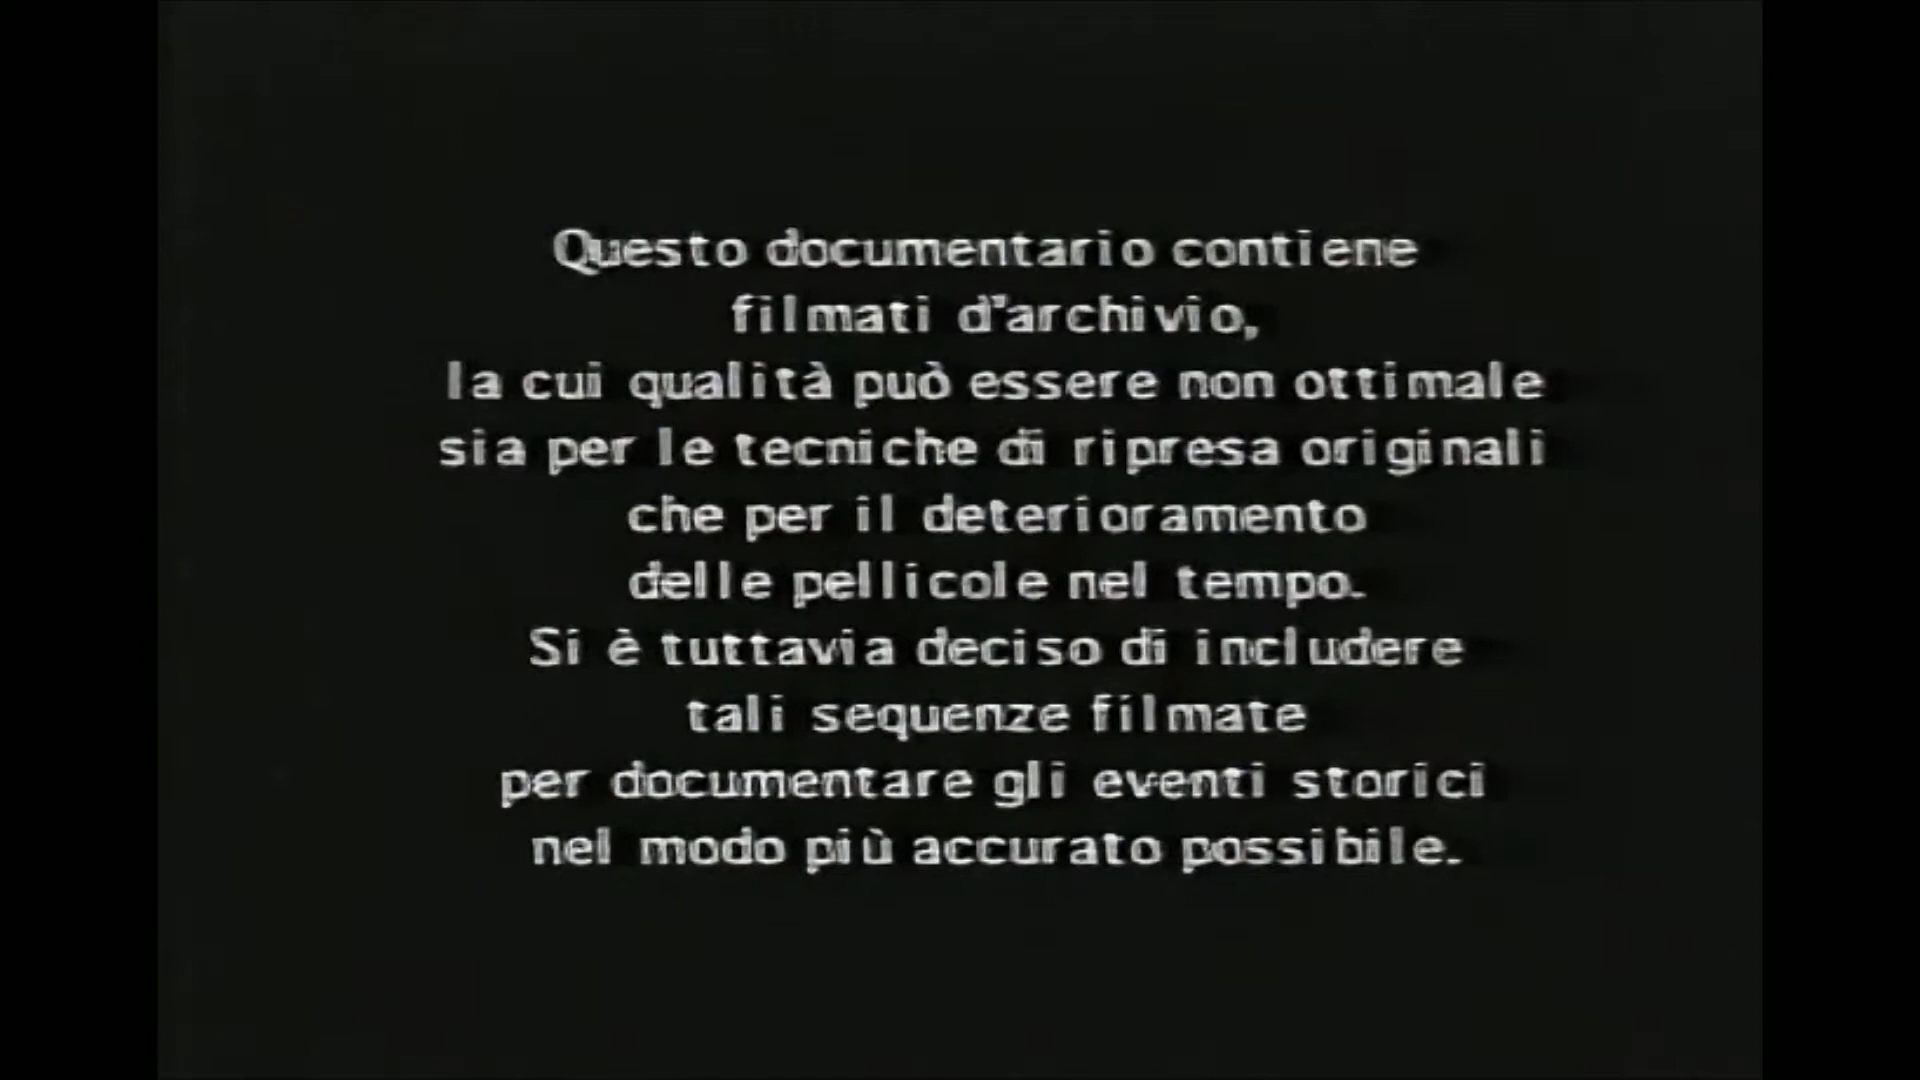 Questo documentario contiene
filmati d'archivio,
la cui qualità può essere non ottimale
sia per le tecniche di ripresa originali
che per il deterioramento
delle pellicole nel tempo.
Si è tuttavia deciso di includere
tali sequenze filmate
per documentare gli eventi storici
nel modo più accurato possibile.